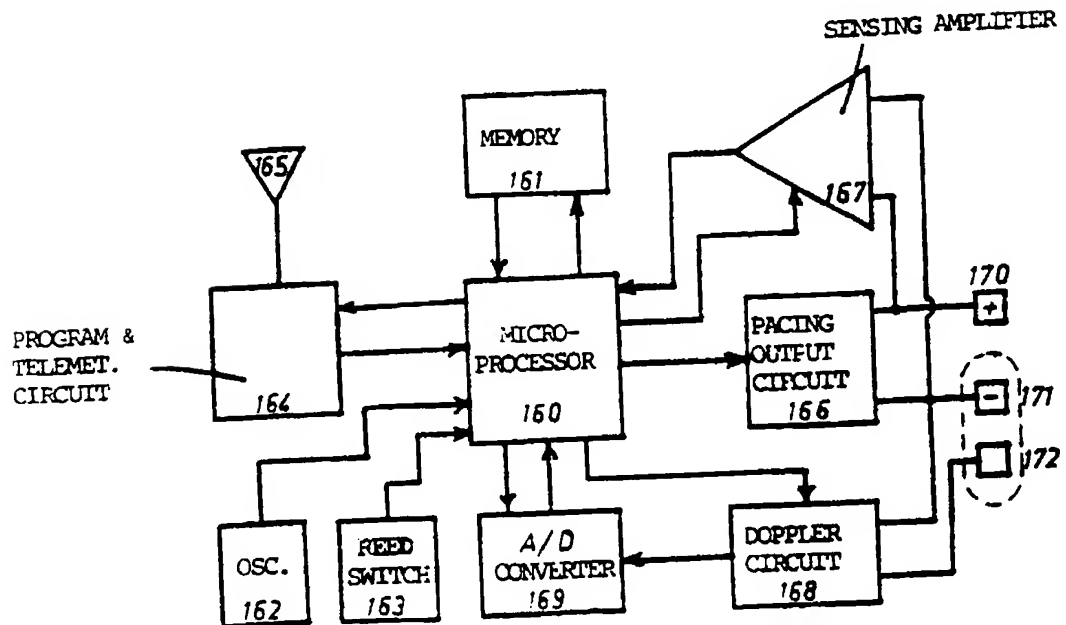 SENSING AMPLIFIER
MEMORY
161
165
167
170
+
PROGRAM &
TELEMET.
CIRCUIT
164
MICRO-
PROCESSOR
160
PACING
OUTPUT
CIRCUIT
166
-
171
172
OSC.
162
REED
SWITCH
163
A/D
CONVERTER
169
DOPPLER
CIRCUIT
168